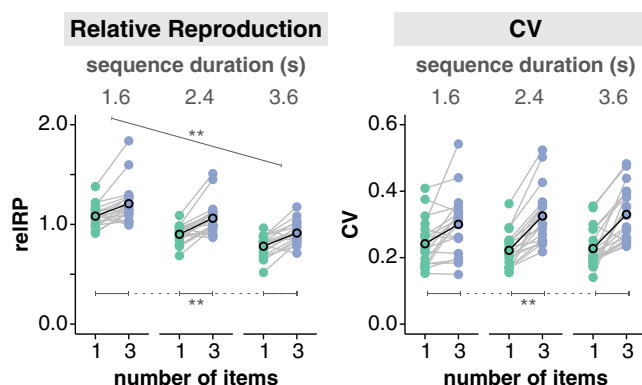 Relative Reproduction
CV
sequence duration (s)
sequence duration (s)
1.6 2.4 3.6
1.6 2.4 3.6
2.0
1.0
0.0
relRP
**
**
1 3 1 3 1 3
number of items
0.6
0.4
0.2
0.0
CV
**
1 3 1 3 1 3
number of items